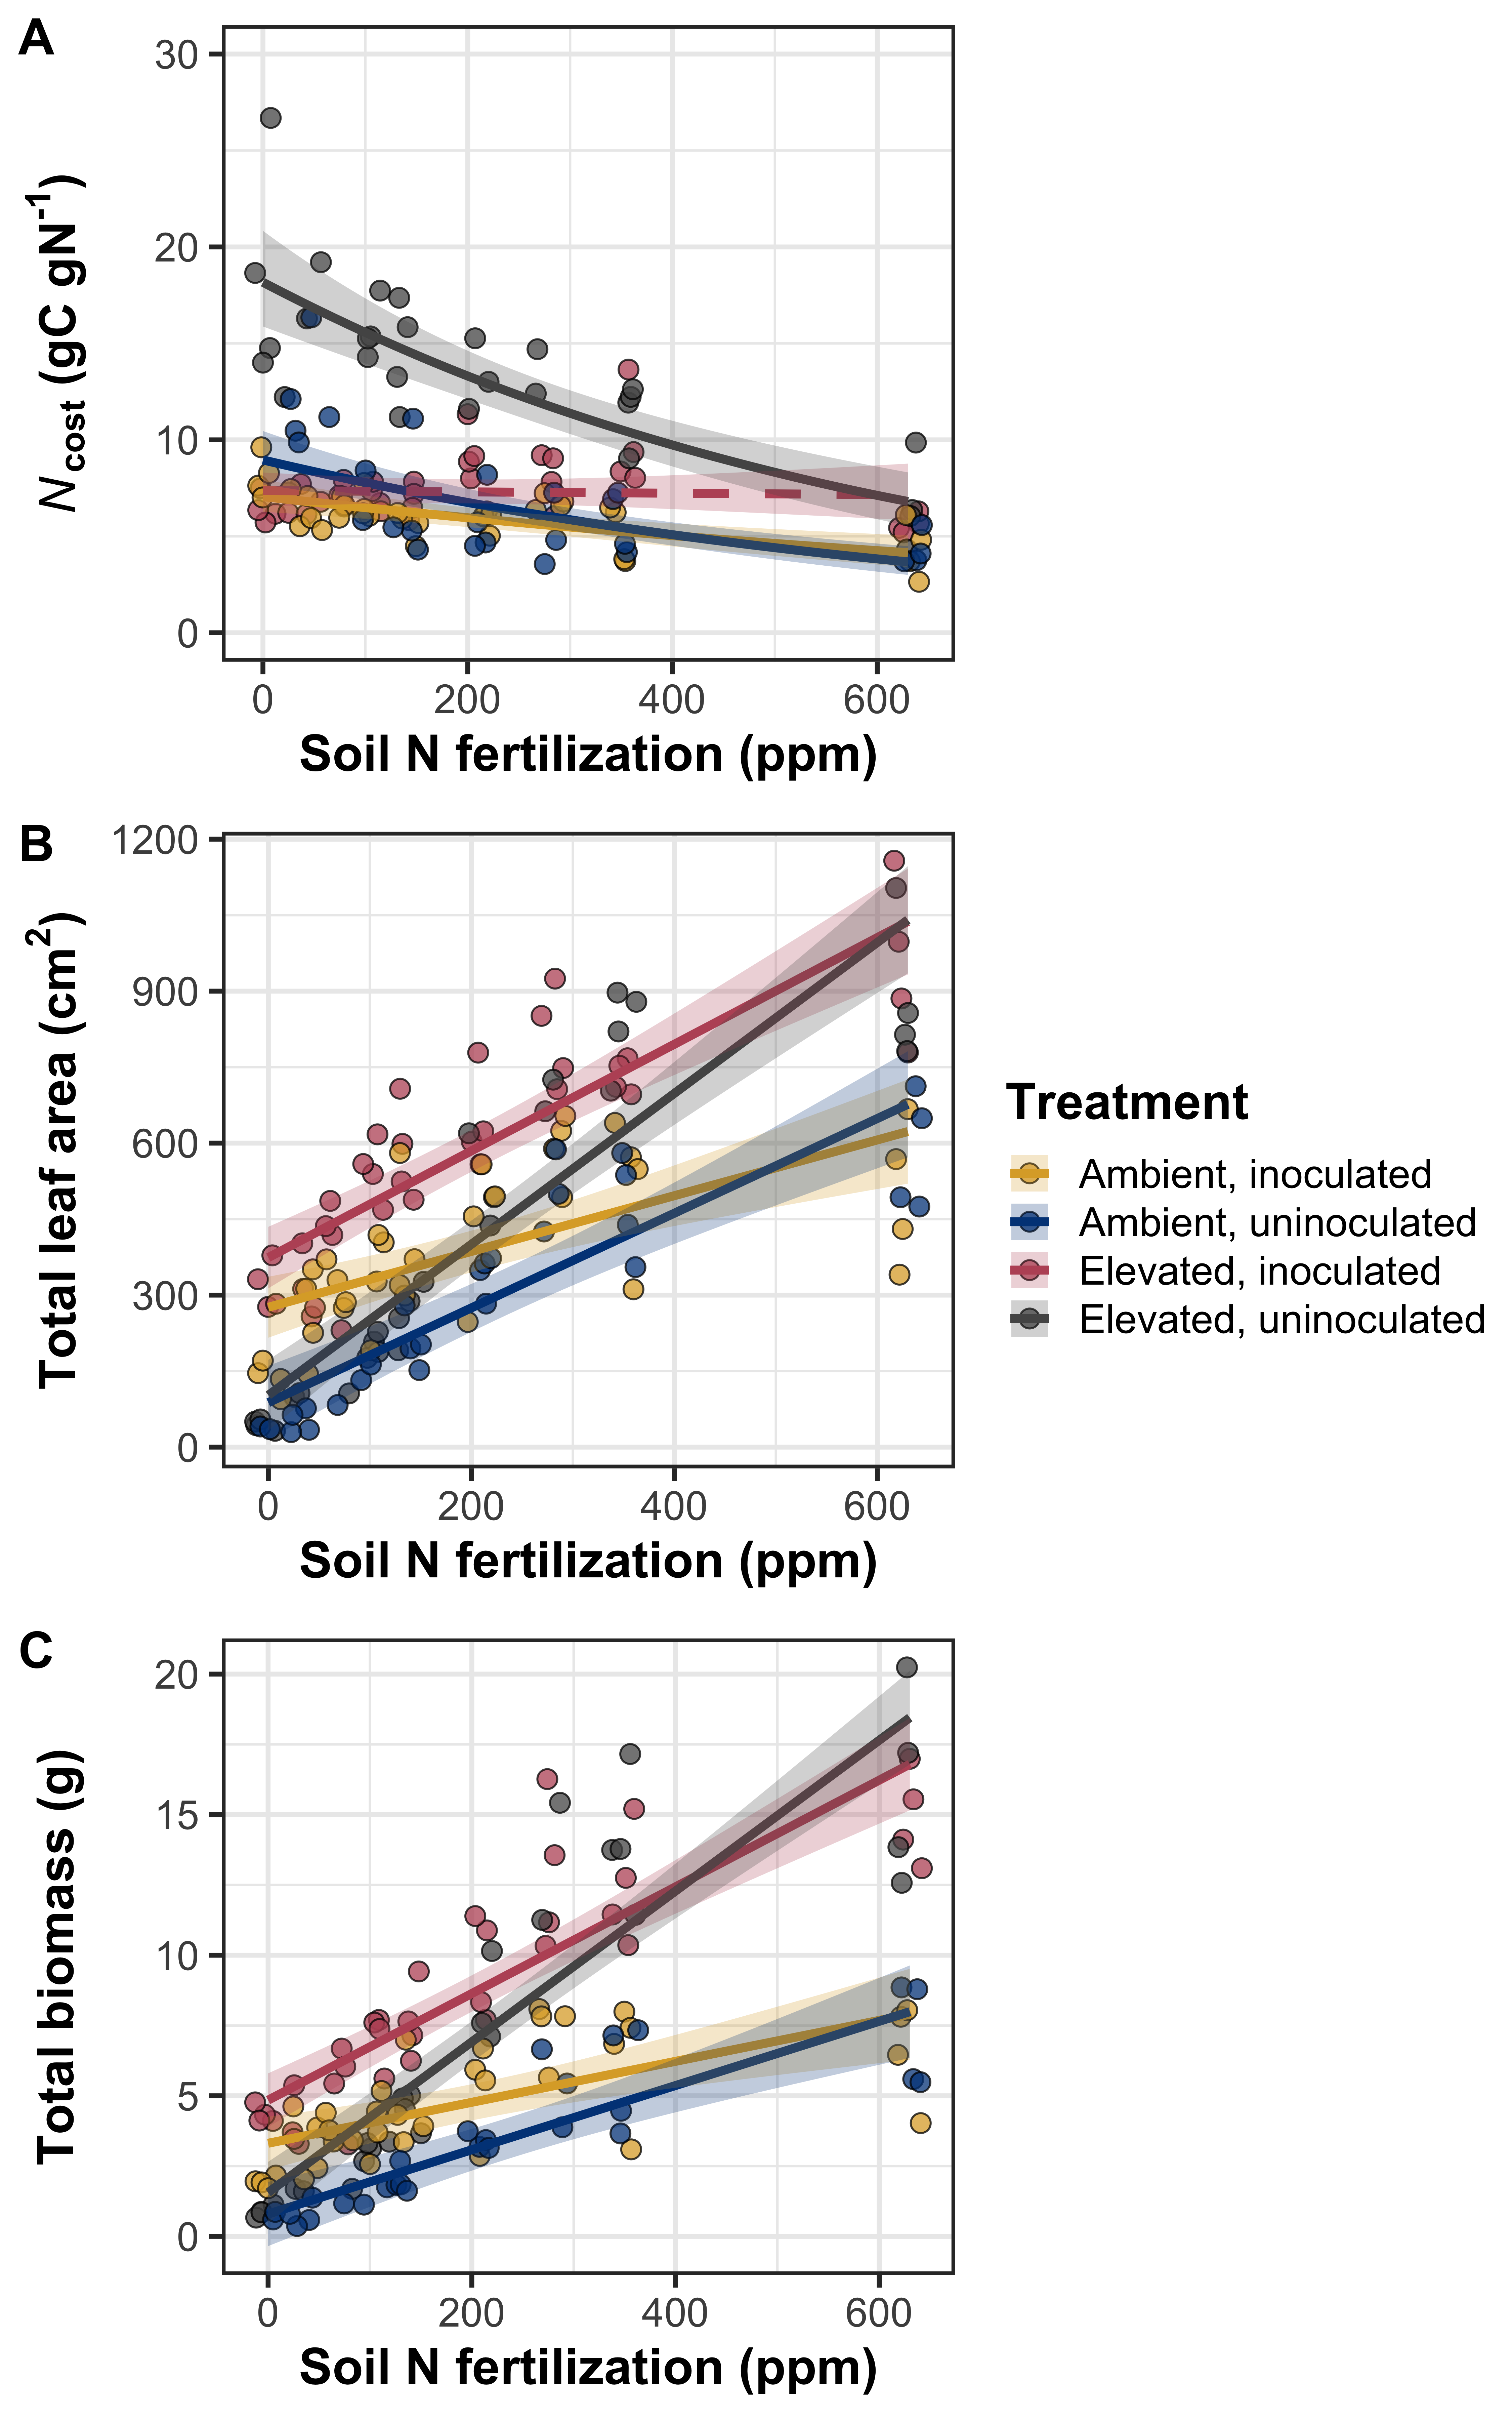 A
30
20
10
0
N cost (gC gN-1)
0 200 400 600
Soil N fertilization (ppm)
B
1200
900
600
300
0
Total leaf area (cm2)
0 200 400 600
Soil N fertilization (ppm)
Treatment
Ambient, inoculated
Ambient, uninoculated
Elevated, inoculated
Elevated, uninoculated
C
20
15
10
5
0
Total biomass (g)
0 200 400 600
Soil N fertilization (ppm)